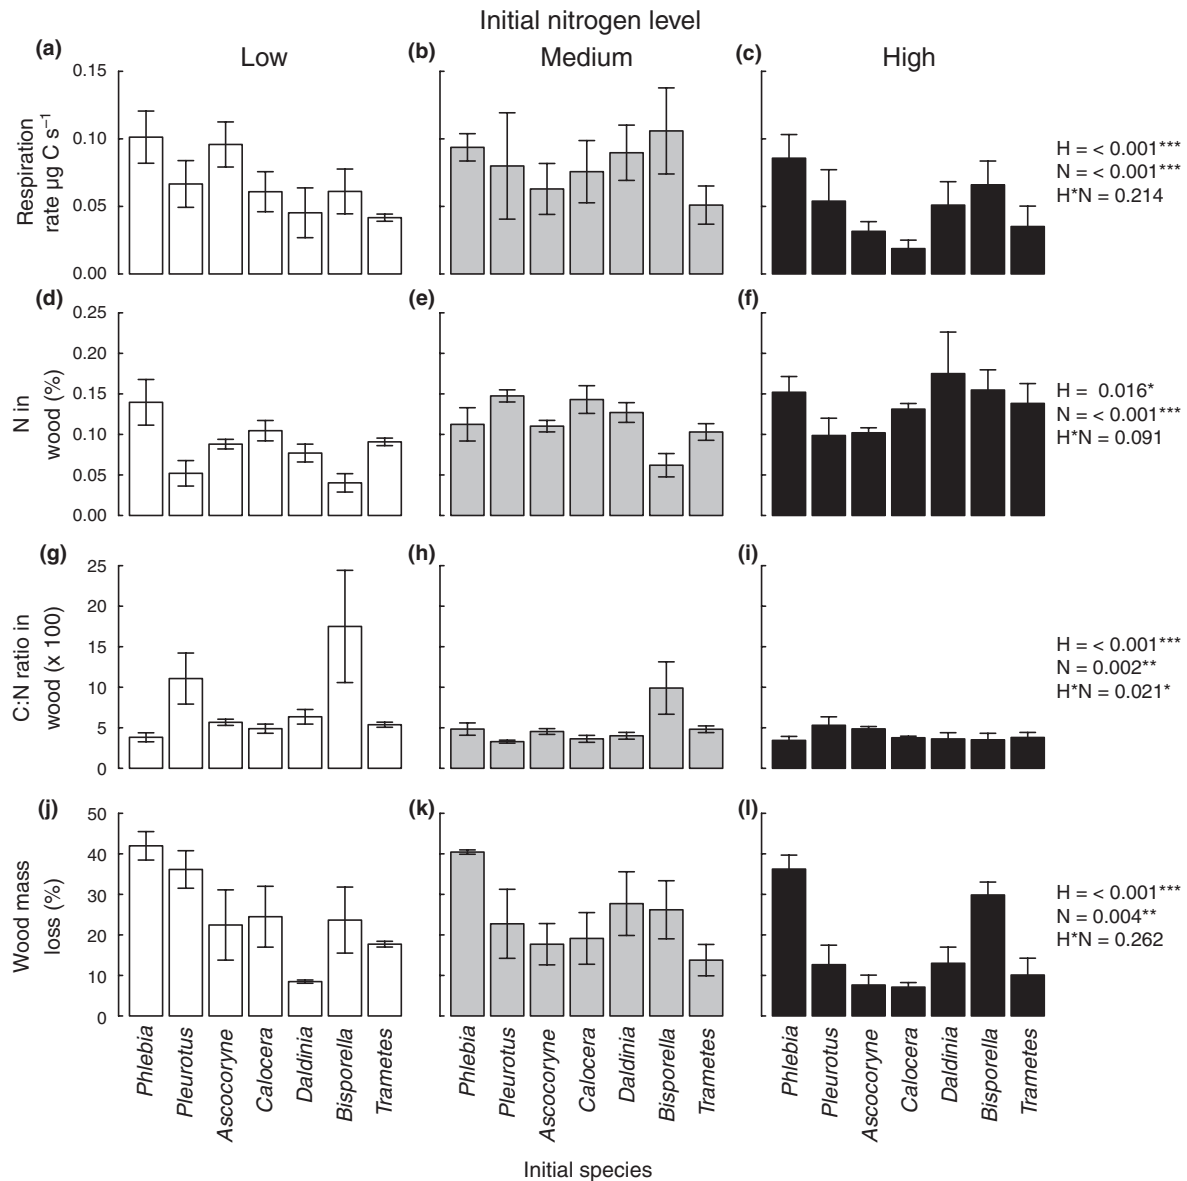 Initial nitrogen level
(a) Low (b) Medium (c) High
Respiration
rate µg C s⁻¹
0.15
0.10
0.05
0.00
H = < 0.001***
N = < 0.001***
H*N = 0.214
(d) (e) (f)
N in
wood (%)
0.25
0.20
0.15
0.10
0.05
0.00
H = 0.016*
N = < 0.001***
H*N = 0.091
(g) (h) (i)
C:N ratio in
wood (x 100)
25
20
15
10
5
0
H = < 0.001***
N = 0.002**
H*N = 0.021*
(j) (k) (l)
Wood mass
loss (%)
50
40
30
20
10
0
H = < 0.001***
N = 0.004**
H*N = 0.262
Phlebia
Pleurotus
Ascocoryne
Calocera
Daldinia
Bisporella
Trametes
Phlebia
Pleurotus
Ascocoryne
Calocera
Daldinia
Bisporella
Trametes
Phlebia
Pleurotus
Ascocoryne
Calocera
Daldinia
Bisporella
Trametes
Initial species